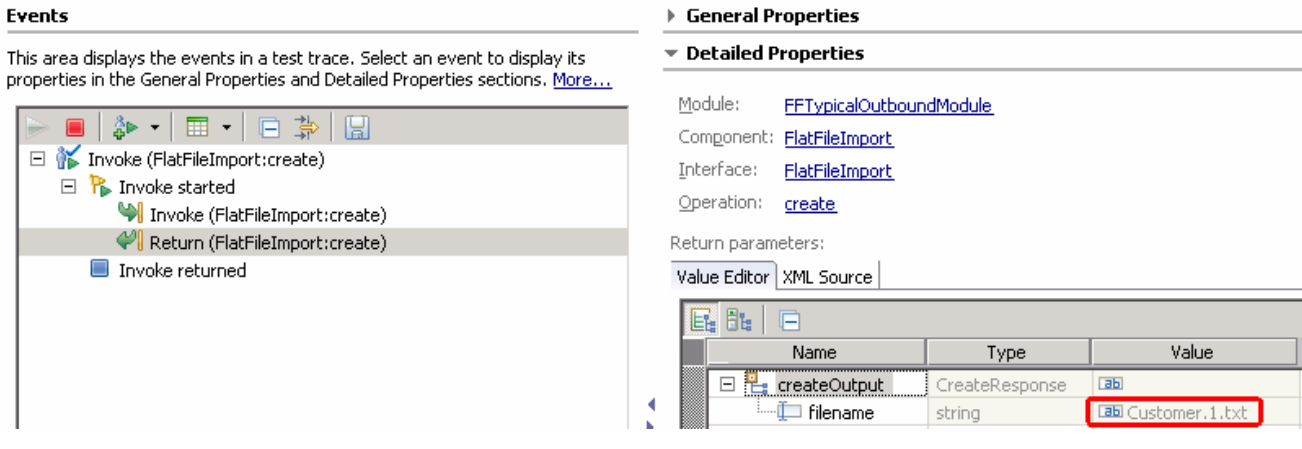 Events
This area displays the events in a test trace. Select an event to display its
properties in the General Properties and Detailed Properties sections. More...
Invoke (FlatFileImport:create)
Invoke started
Invoke (FlatFileImport:create)
Return (FlatFileImport:create)
Invoke returned
General Properties
Detailed Properties
Module: FFTypicalOutboundModule
Component: FlatFileImport
Interface: FlatFileImport
Operation: create
Return parameters:
Value Editor XML Source
Name Type Value
createOutput CreateResponse ab
filename string ab Customer.1.txt